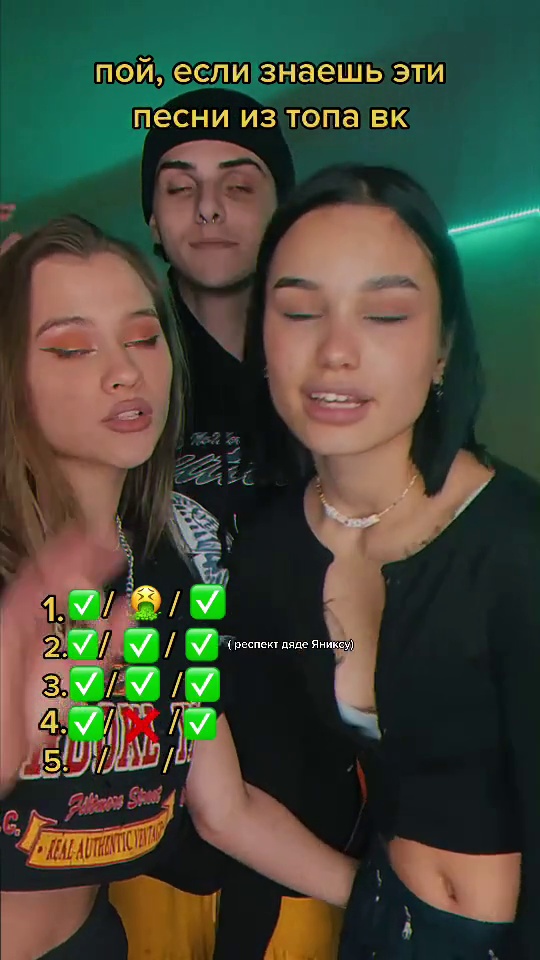 пой, если знаешь эти
песни из топа вк
1.✅/ 🤮 / ✅
2.✅/ ✅ / ✅ ( респект дяде Яниксу)
3.✅/ ✅ /✅
4.✅/ ❌ /✅
5. / /
Fillmore Street
REAL AUTHENTIC VINTAGE